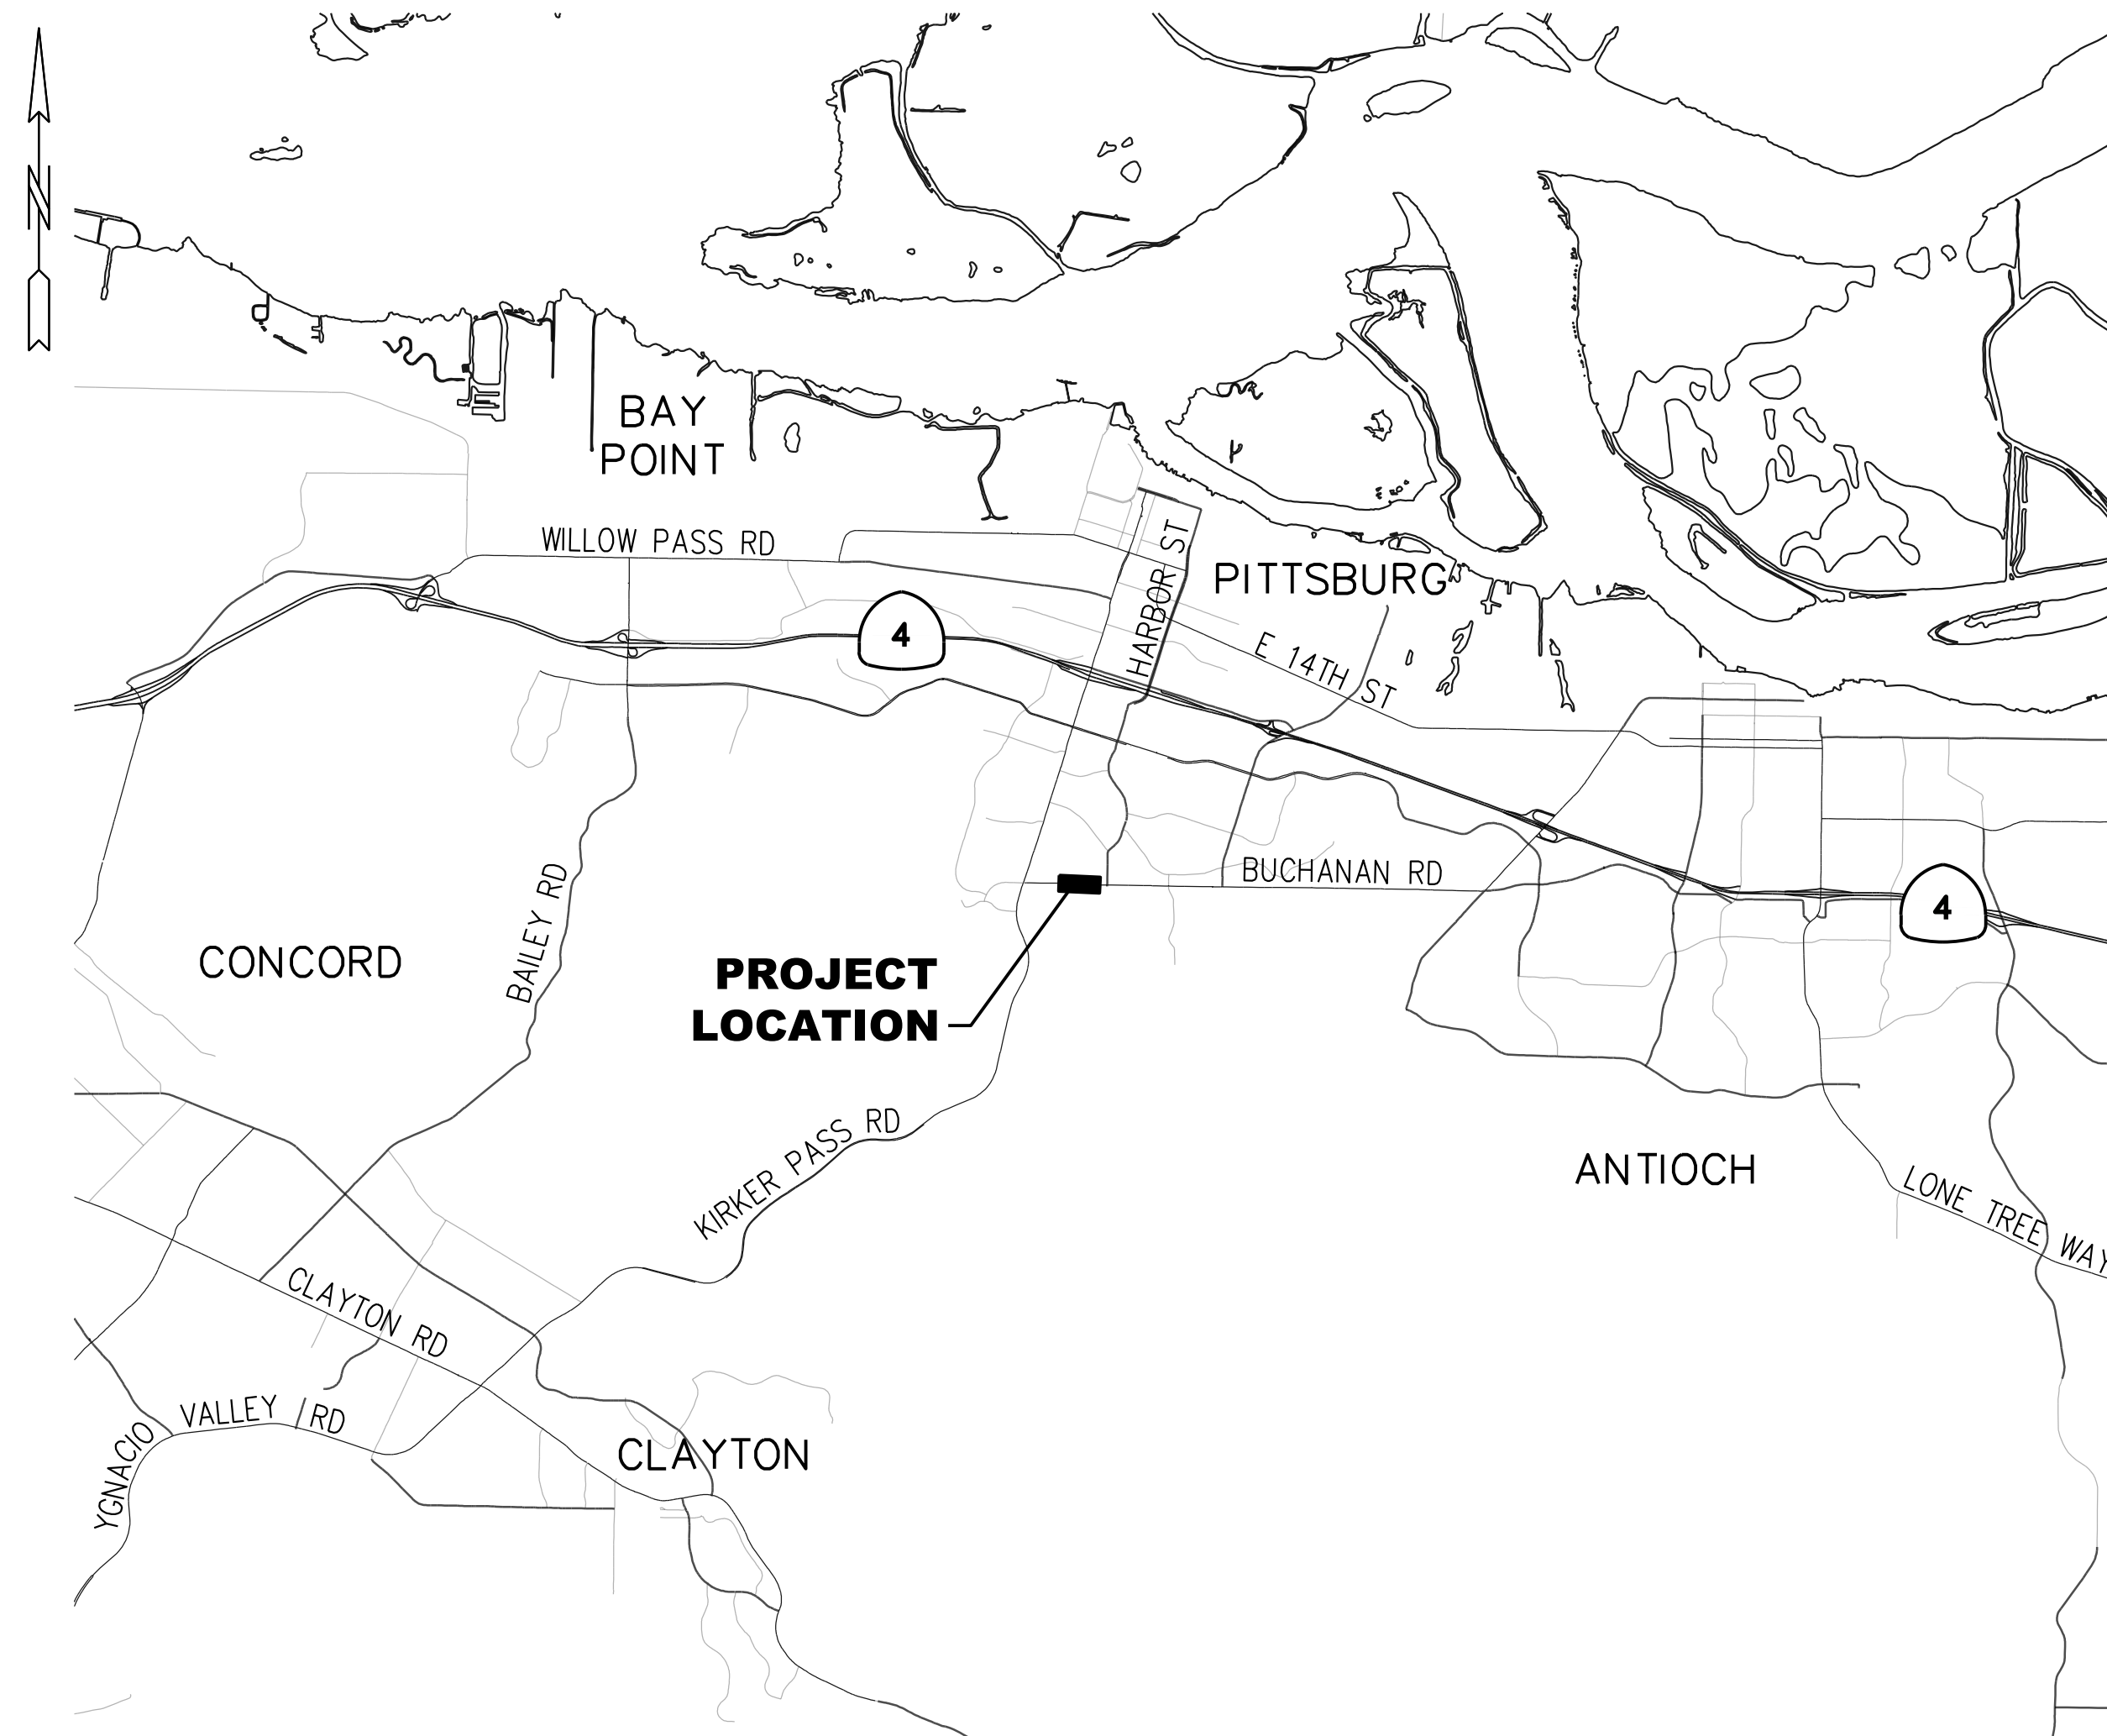 N
BAY
POINT
WILLOW PASS RD
HARBOR ST
PITTSBURG
4
E 14TH ST
BUCHANAN RD
4
BAILEY RD
CONCORD
PROJECT
LOCATION
KIRKER PASS RD
ANTIOCH
LONE TREE WAY
CLAYTON RD
VALLEY RD
YGNACIO
CLAYTON